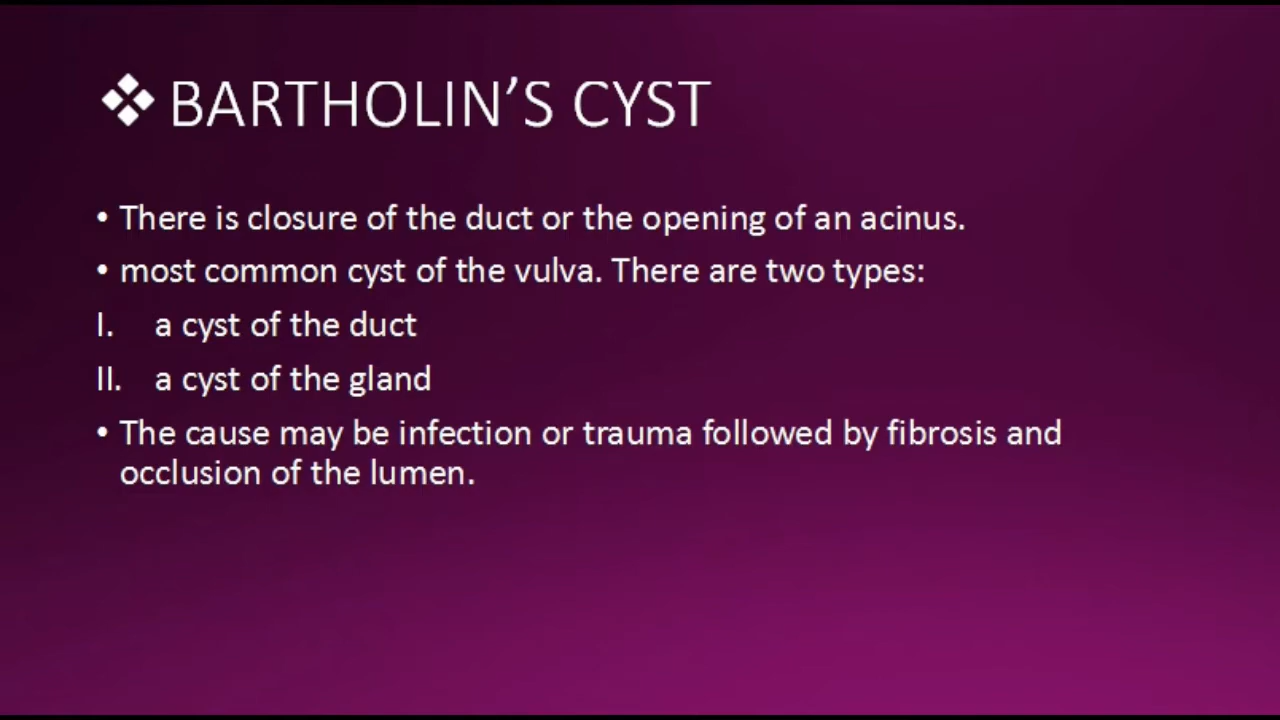 ❖ BARTHOLIN’S CYST
• There is closure of the duct or the opening of an acinus.
• most common cyst of the vulva. There are two types:
I. a cyst of the duct
II. a cyst of the gland
• The cause may be infection or trauma followed by fibrosis and
occlusion of the lumen.